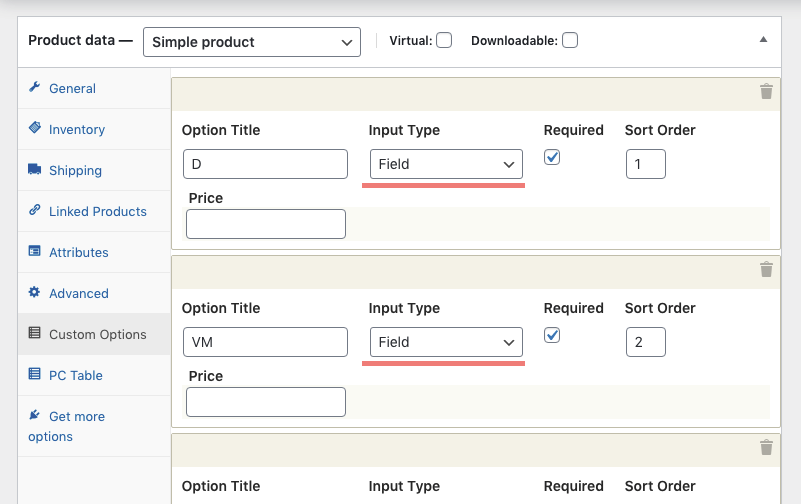 Product data — Simple product Virtual: Downloadable:
General
Inventory
Shipping
Linked Products
Attributes
Advanced
Custom Options
PC Table
Get more
options
Option Title Input Type Required Sort Order
D Field 1
Price
Option Title Input Type Required Sort Order
VM Field 2
Price
Option Title Input Type Required Sort Order